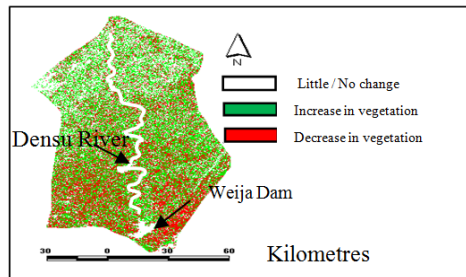 N
Little / No change
Increase in vegetation
Densu River
Decrease in vegetation
Weija Dam
30 0 30 60
Kilometres